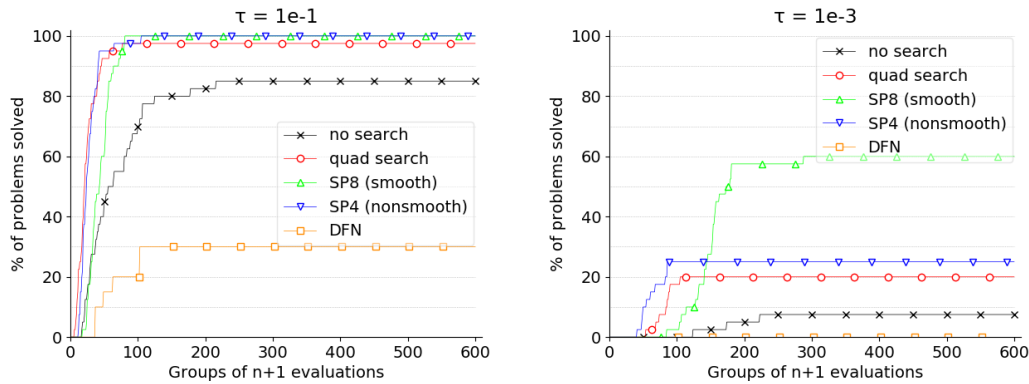 τ = 1e-1
100
80
60
40
20
0
% of problems solved
no search
quad search
SP8 (smooth)
SP4 (nonsmooth)
DFN
0 100 200 300 400 500 600
Groups of n+1 evaluations
τ = 1e-3
100
80
60
40
20
0
% of problems solved
no search
quad search
SP8 (smooth)
SP4 (nonsmooth)
DFN
0 100 200 300 400 500 600
Groups of n+1 evaluations